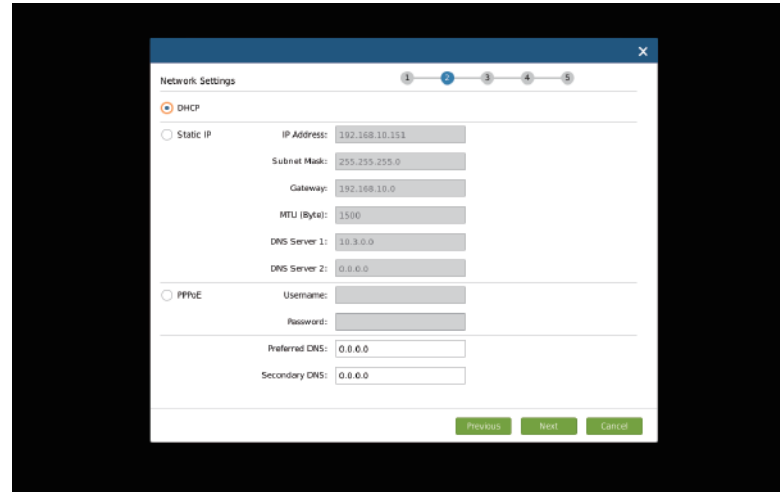 Network Settings 1 2 3 4 5
DHCP
Static IP IP Address: 192.168.10.151
Subnet Mask: 255.255.255.0
Gateway: 192.168.10.0
MTU (Byte): 1500
DNS Server 1: 10.3.0.0
DNS Server 2: 0.0.0.0
PPPoE Username:
Password:
Preferred DNS: 0.0.0.0
Secondary DNS: 0.0.0.0
Previous Next Cancel